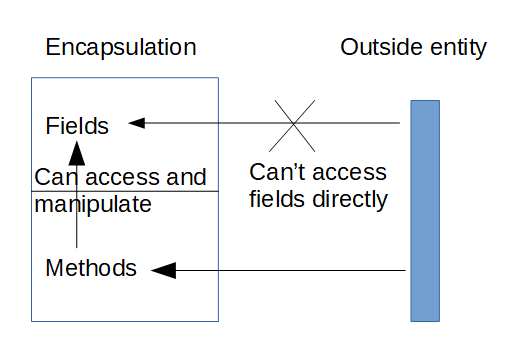 Encapsulation
Outside entity
Fields
Can access and
manipulate
Can't access
fields directly
Methods